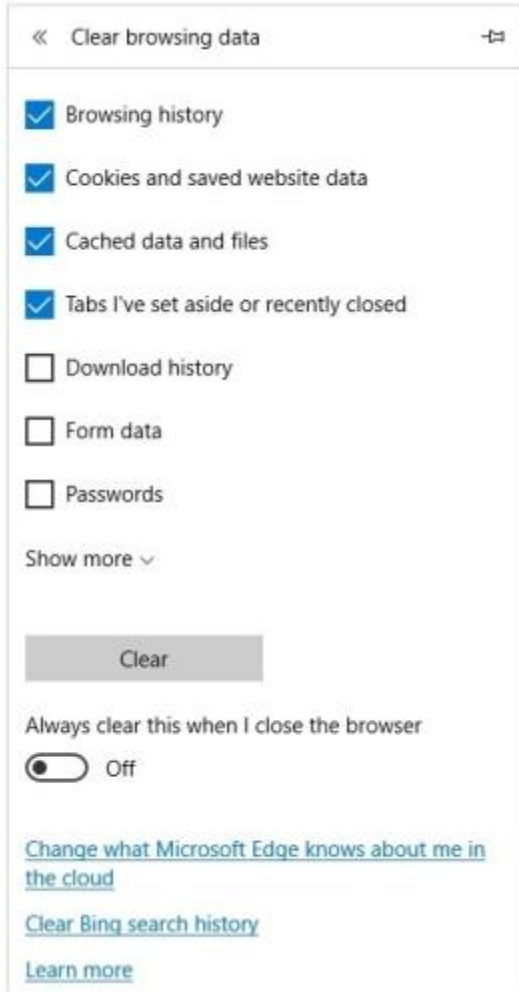 Clear browsing data
Browsing history
Cookies and saved website data
Cached data and files
Tabs I've set aside or recently closed
Download history
Form data
Passwords
Show more
Clear
Always clear this when I close the browser
Off
Change what Microsoft Edge knows about me in
the cloud
Clear Bing search history
Learn more